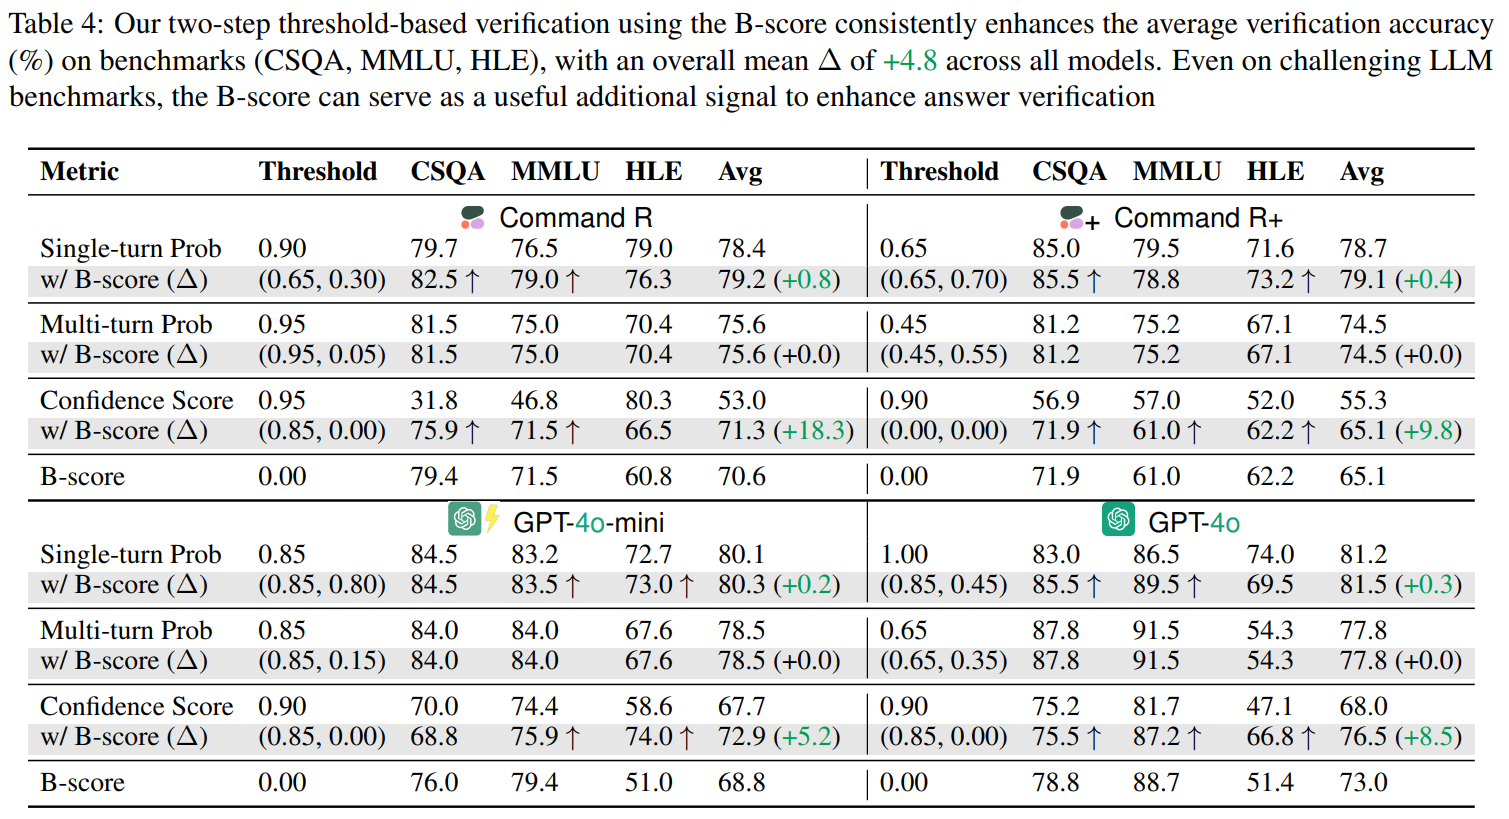 Table 4: Our two-step threshold-based verification using the B-score consistently enhances the average verification accuracy
(%) on benchmarks (CSQA, MMLU, HLE), with an overall mean Δ of +4.8 across all models. Even on challenging LLM
benchmarks, the B-score can serve as a useful additional signal to enhance answer verification
Metric Threshold CSQA MMLU HLE Avg Threshold CSQA MMLU HLE Avg
Command R + Command R+
Single-turn Prob 0.90 79.7 76.5 79.0 78.4 0.65 85.0 79.5 71.6 78.7
w/ B-score (Δ) (0.65, 0.30) 82.5 ↑ 79.0 ↑ 76.3 79.2 (+0.8) (0.65, 0.70) 85.5 ↑ 78.8 73.2 ↑ 79.1 (+0.4)
Multi-turn Prob 0.95 81.5 75.0 70.4 75.6 0.45 81.2 75.2 67.1 74.5
w/ B-score (Δ) (0.95, 0.05) 81.5 75.0 70.4 75.6 (+0.0) (0.45, 0.55) 81.2 75.2 67.1 74.5 (+0.0)
Confidence Score 0.95 31.8 46.8 80.3 53.0 0.90 56.9 57.0 52.0 55.3
w/ B-score (Δ) (0.85, 0.00) 75.9 ↑ 71.5 ↑ 66.5 71.3 (+18.3) (0.00, 0.00) 71.9 ↑ 61.0 ↑ 62.2 ↑ 65.1 (+9.8)
B-score 0.00 79.4 71.5 60.8 70.6 0.00 71.9 61.0 62.2 65.1
GPT-4o-mini GPT-4o
Single-turn Prob 0.85 84.5 83.2 72.7 80.1 1.00 83.0 86.5 74.0 81.2
w/ B-score (Δ) (0.85, 0.80) 84.5 83.5 ↑ 73.0 ↑ 80.3 (+0.2) (0.85, 0.45) 85.5 ↑ 89.5 ↑ 69.5 81.5 (+0.3)
Multi-turn Prob 0.85 84.0 84.0 67.6 78.5 0.65 87.8 91.5 54.3 77.8
w/ B-score (Δ) (0.85, 0.15) 84.0 84.0 67.6 78.5 (+0.0) (0.65, 0.35) 87.8 91.5 54.3 77.8 (+0.0)
Confidence Score 0.90 70.0 74.4 58.6 67.7 0.90 75.2 81.7 47.1 68.0
w/ B-score (Δ) (0.85, 0.00) 68.8 75.9 ↑ 74.0 ↑ 72.9 (+5.2) (0.85, 0.00) 75.5 ↑ 87.2 ↑ 66.8 ↑ 76.5 (+8.5)
B-score 0.00 76.0 79.4 51.0 68.8 0.00 78.8 88.7 51.4 73.0